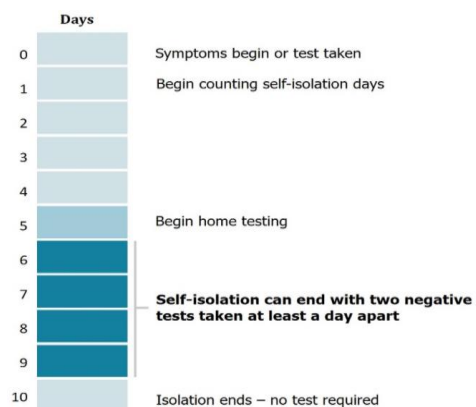 Days
0 Symptoms begin or test taken
1 Begin counting self-isolation days
2
3
4
5 Begin home testing
6
7
Self-isolation can end with two negative
tests taken at least a day apart
8
9
10 Isolation ends – no test required